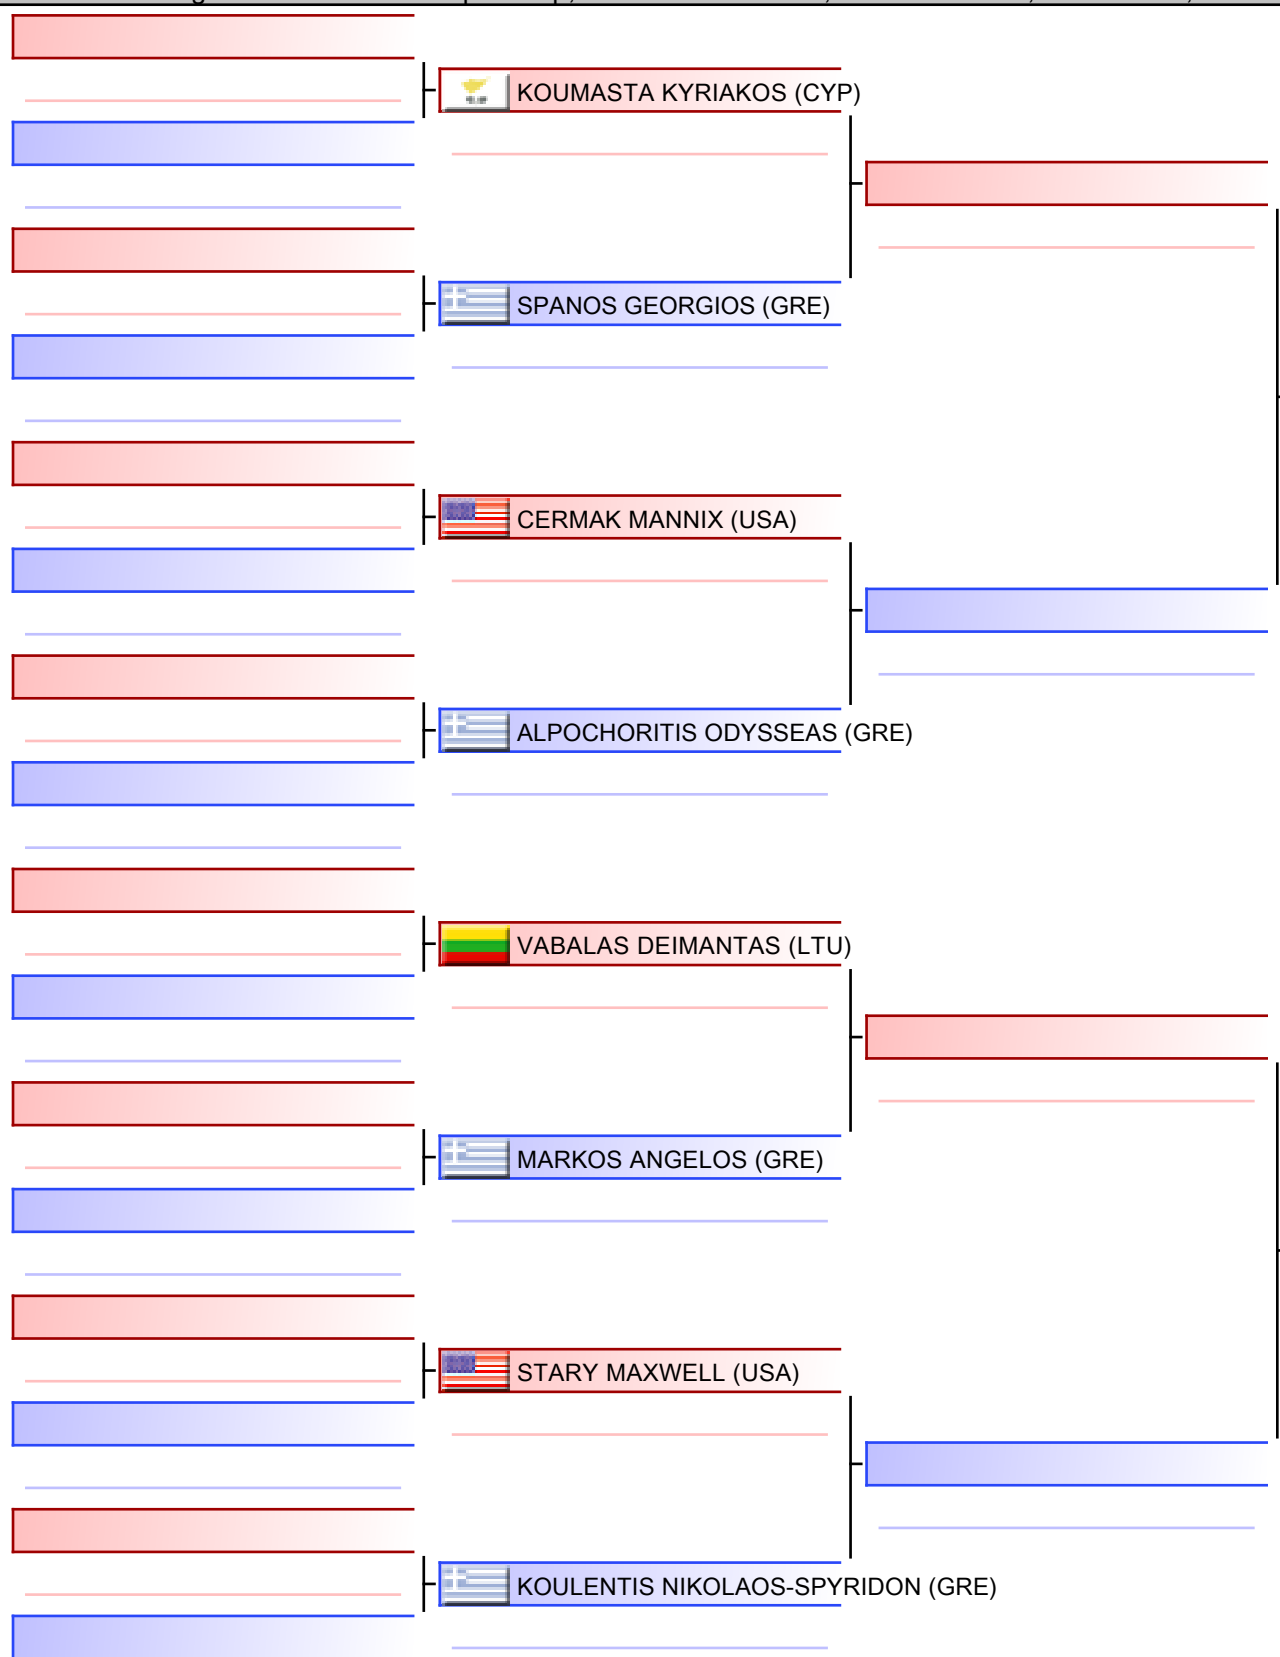 KOUMASTA KYRIAKOS (CYP)
SPANOS GEORGIOS (GRE)
CERMAK MANNIX (USA)
ALPOCHORITIS ODYSSEAS (GRE)
VABALAS DEIMANTAS (LTU)
MARKOS ANGELOS (GRE)
STARY MAXWELL (USA)
KOULENTIS NIKOLAOS-SPYRIDON (GRE)